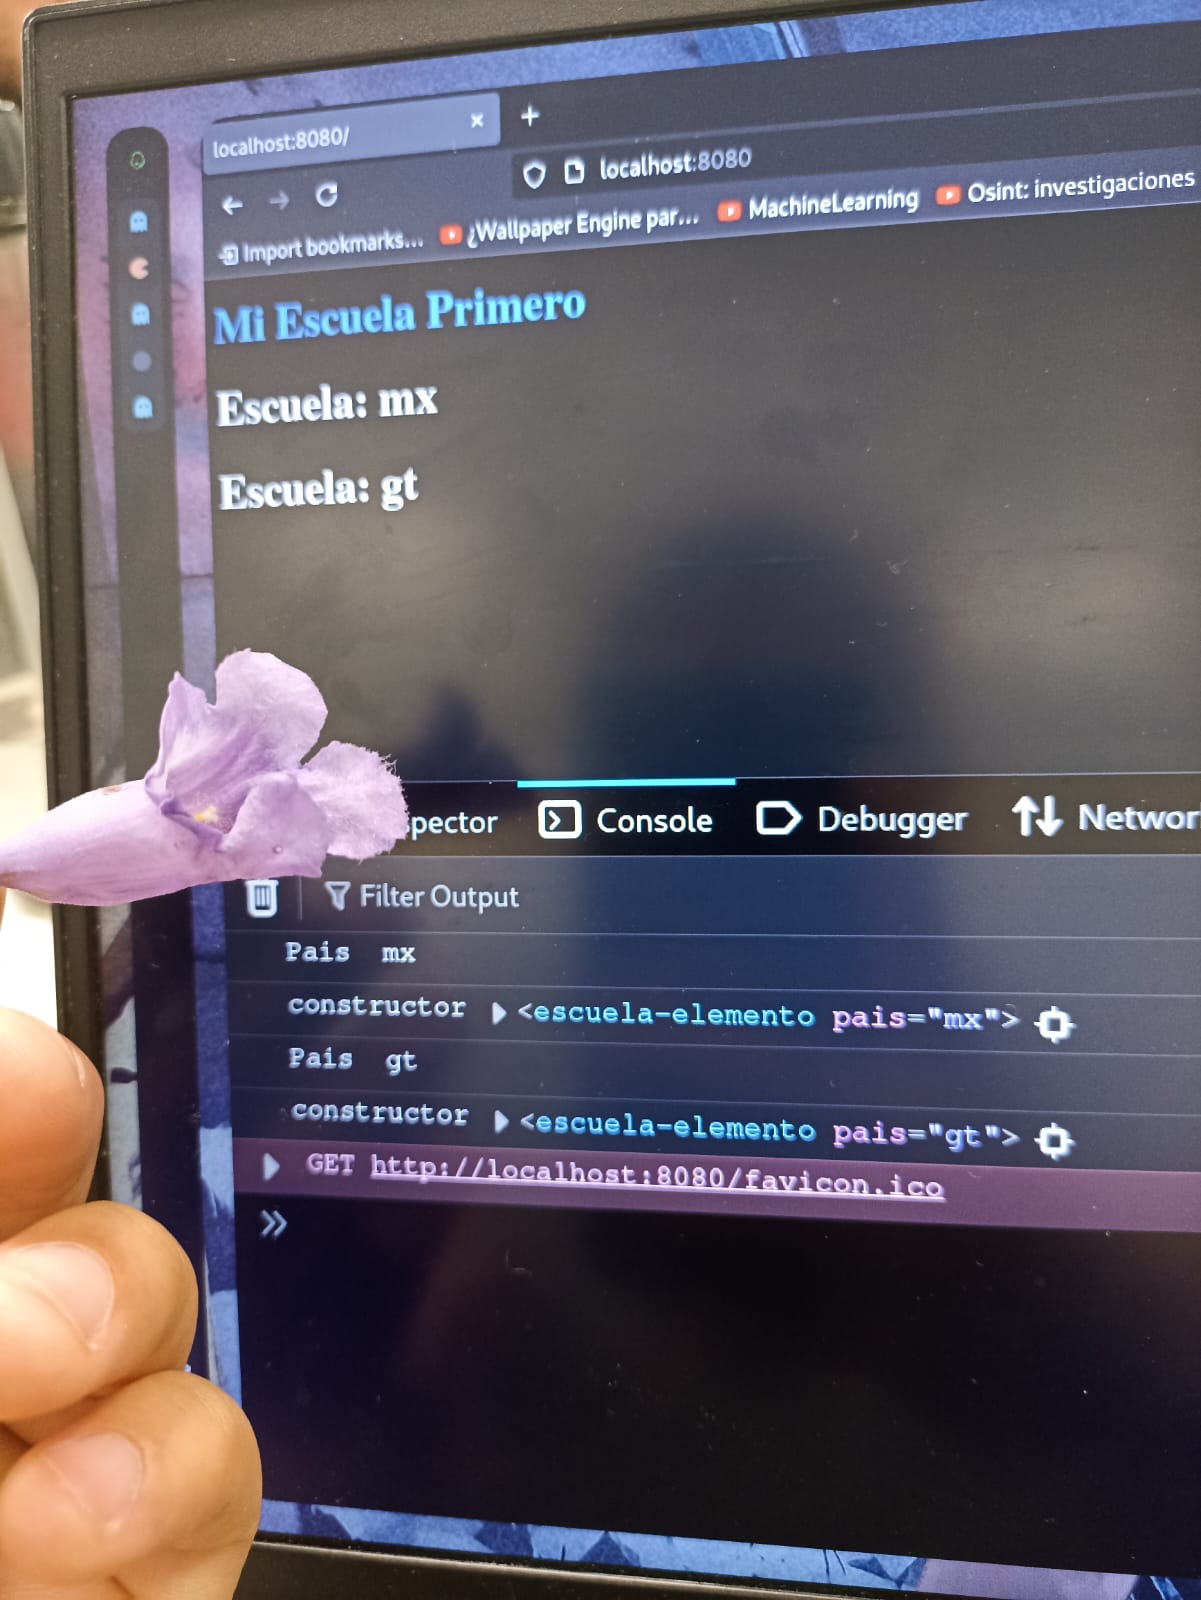 localhost:8080/
localhost:8080
Import bookmarks...
¿Wallpaper Engine par...
MachineLearning
Osint: investigaciones
Mi Escuela Primero
Escuela: mx
Escuela: gt
spector
Console
Debugger
Networ
Filter Output
Pais mx
constructor <escuela-elemento pais="mx">
Pais gt
constructor <escuela-elemento pais="gt">
GET http://localhost:8080/favicon.ico